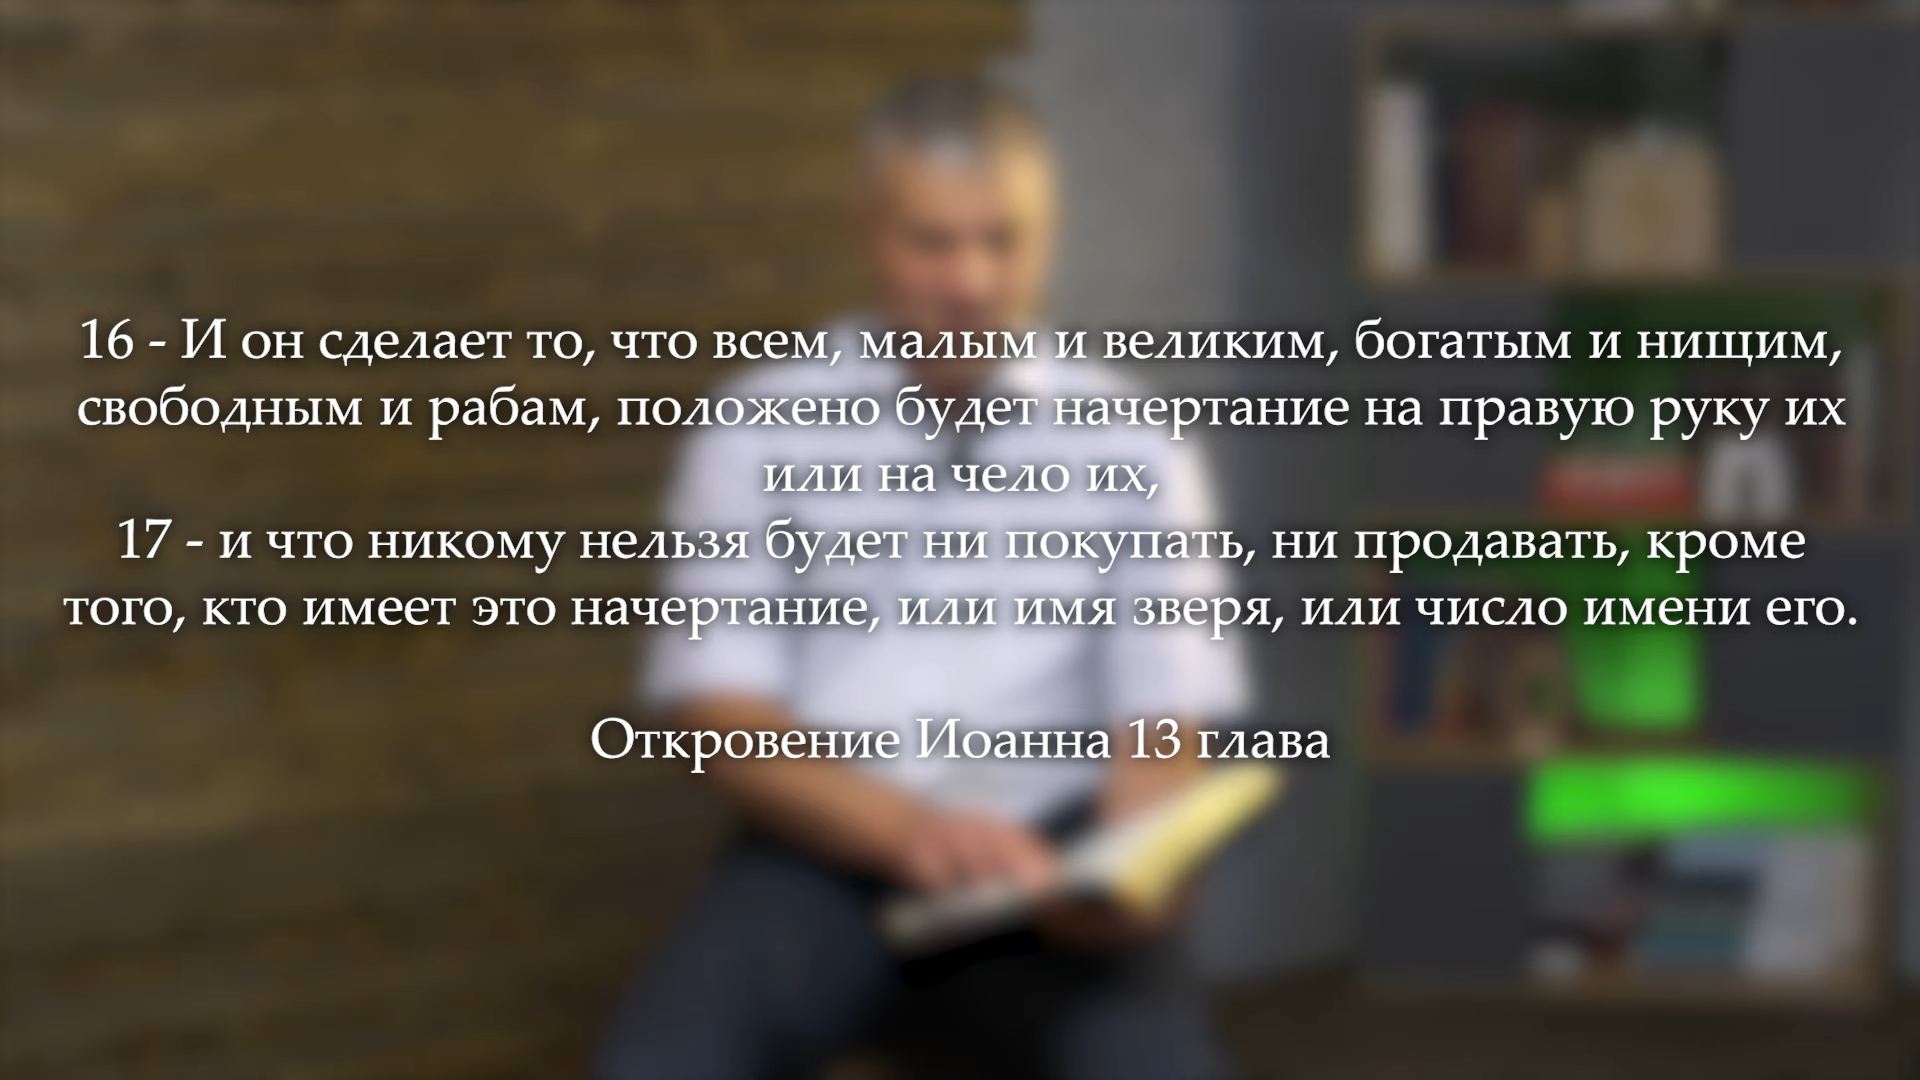 16 - И он сделает то, что всем, малым и великим, богатым и нищим,
свободным и рабам, положено будет начертание на правую руку их
или на чело их,
17 - и что никому нельзя будет ни покупать, ни продавать, кроме
того, кто имеет это начертание, или имя зверя, или число имени его.
Откровение Иоанна 13 глава